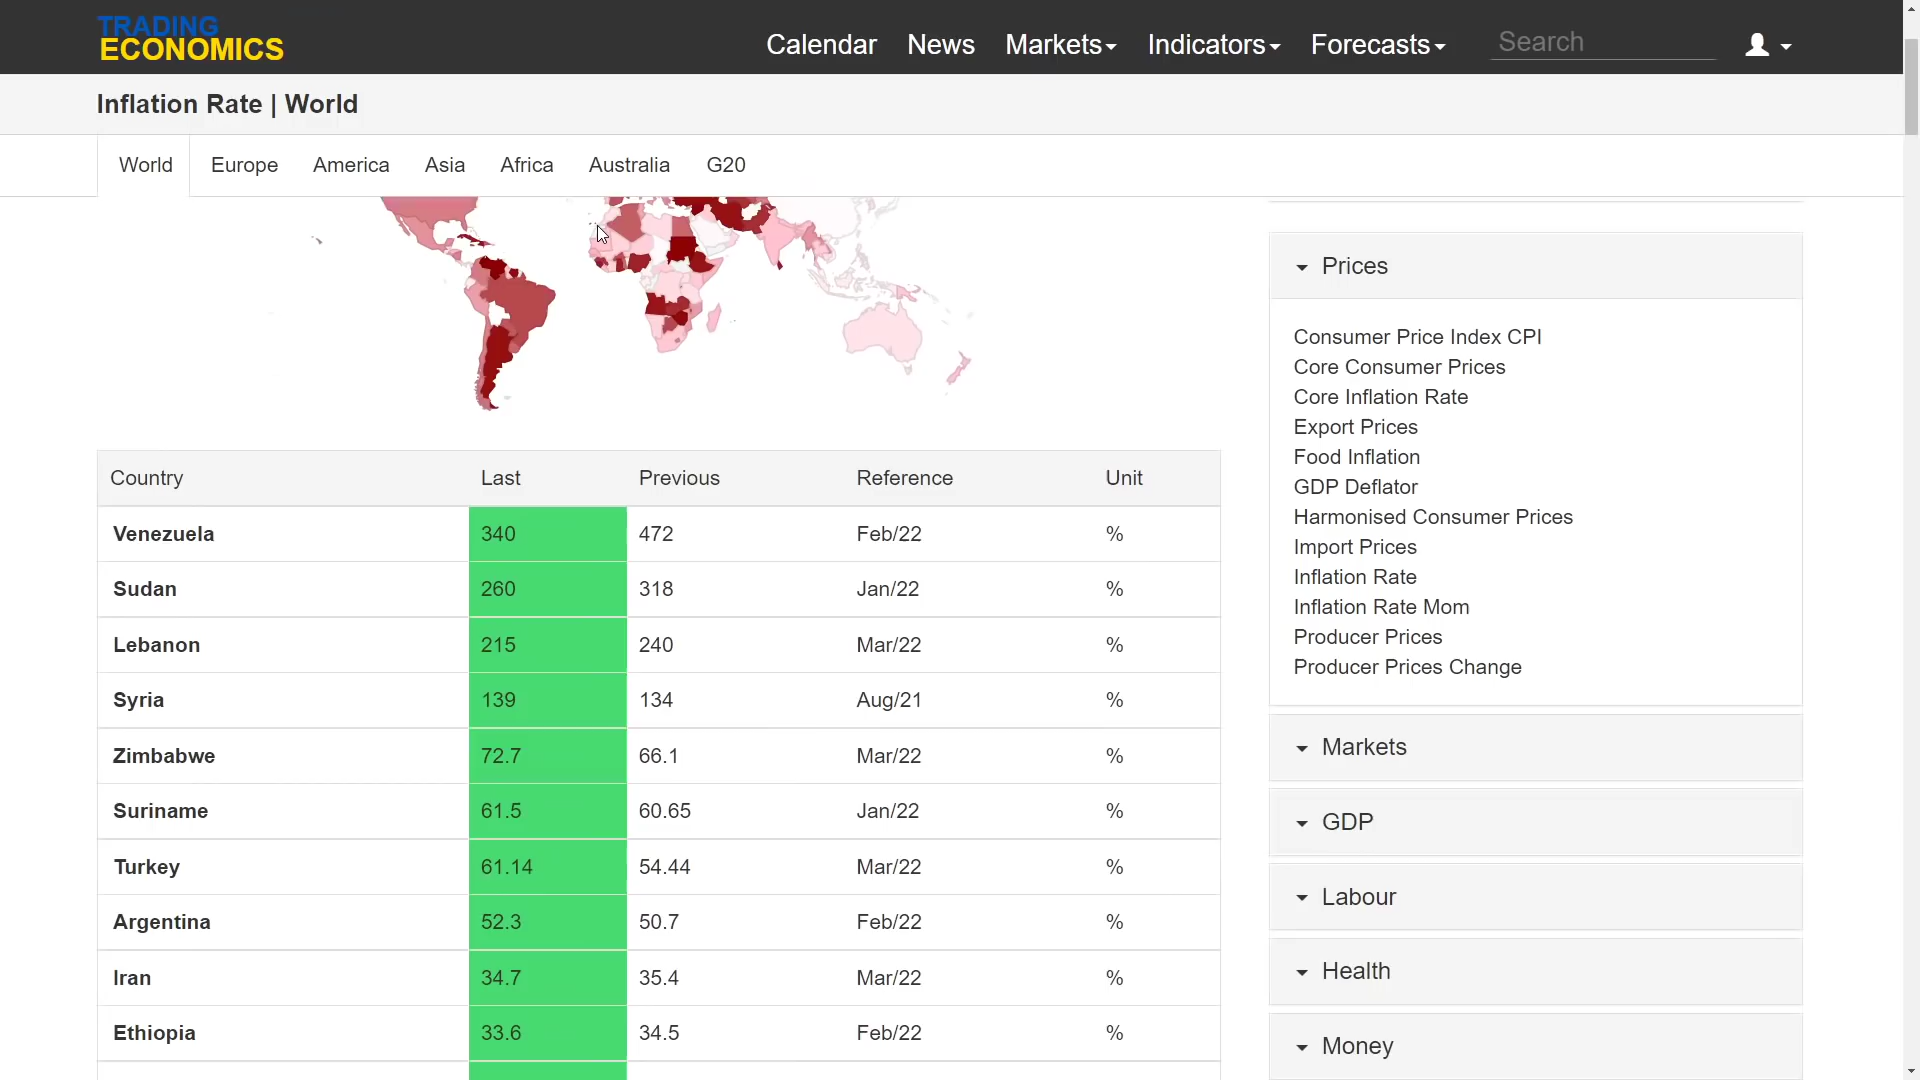 TRADING
ECONOMICS
Calendar News Markets Indicators Forecasts Search
Inflation Rate | World
World Europe America Asia Africa Australia G20
Prices
Consumer Price Index CPI
Core Consumer Prices
Core Inflation Rate
Export Prices
Food Inflation
GDP Deflator
Harmonised Consumer Prices
Import Prices
Inflation Rate
Inflation Rate Mom
Producer Prices
Producer Prices Change
Markets
GDP
Labour
Health
Money
Country Last Previous Reference Unit
Venezuela 340 472 Feb/22 %
Sudan 260 318 Jan/22 %
Lebanon 215 240 Mar/22 %
Syria 139 134 Aug/21 %
Zimbabwe 72.7 66.1 Mar/22 %
Suriname 61.5 60.65 Jan/22 %
Turkey 61.14 54.44 Mar/22 %
Argentina 52.3 50.7 Feb/22 %
Iran 34.7 35.4 Mar/22 %
Ethiopia 33.6 34.5 Feb/22 %